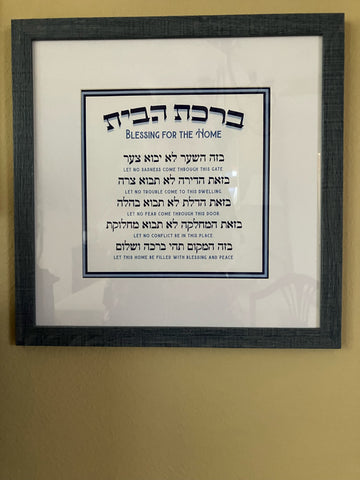 ברכת הבית
BLESSING FOR THE HOME
בזה השער לא יבוא צער
LET NO SADNESS COME THROUGH THIS GATE
בזאת הדירה לא תבוא צרה
LET NO TROUBLE COME TO THIS DWELLING.
בזאת הדלת לא תבוא בהלה
LET NO FEAR COME THROUGH THIS DOOR.
בזאת המחלקה לא תבוא מחלוקת
LET NO CONFLICT BE IN THIS PLACE.
בזה המקום תהי ברכה ושלום
LET THIS HOME BE FILLED WITH BLESSING AND PEACE